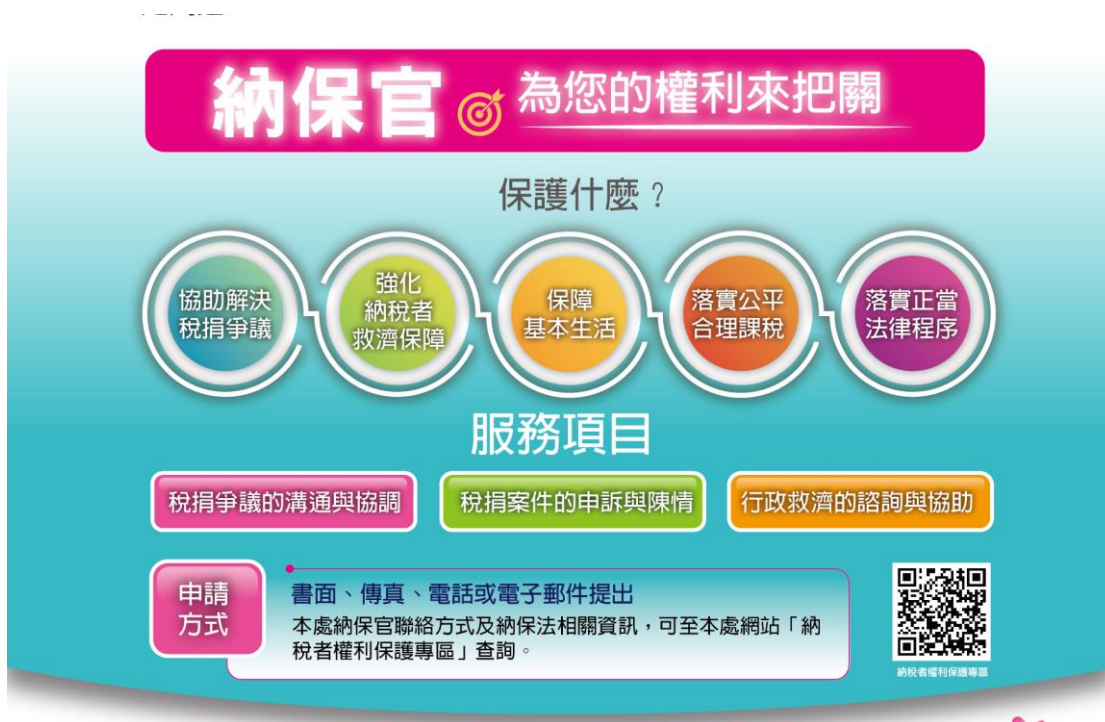 納保官 為您的權利來把關
保護什麼？
協助解決
稅捐爭議
強化
納稅者
救濟保障
保障
基本生活
落實公平
合理課稅
落實正當
法律程序
服務項目
稅捐爭議的溝通與協調
稅捐案件的申訴與陳情
行政救濟的諮詢與協助
申請
方式
書面、傳真、電話或電子郵件提出
本處納保官聯絡方式及納保法相關資訊，可至本處網站「納
稅者權利保護專區」查詢。
納稅者權利保護專區